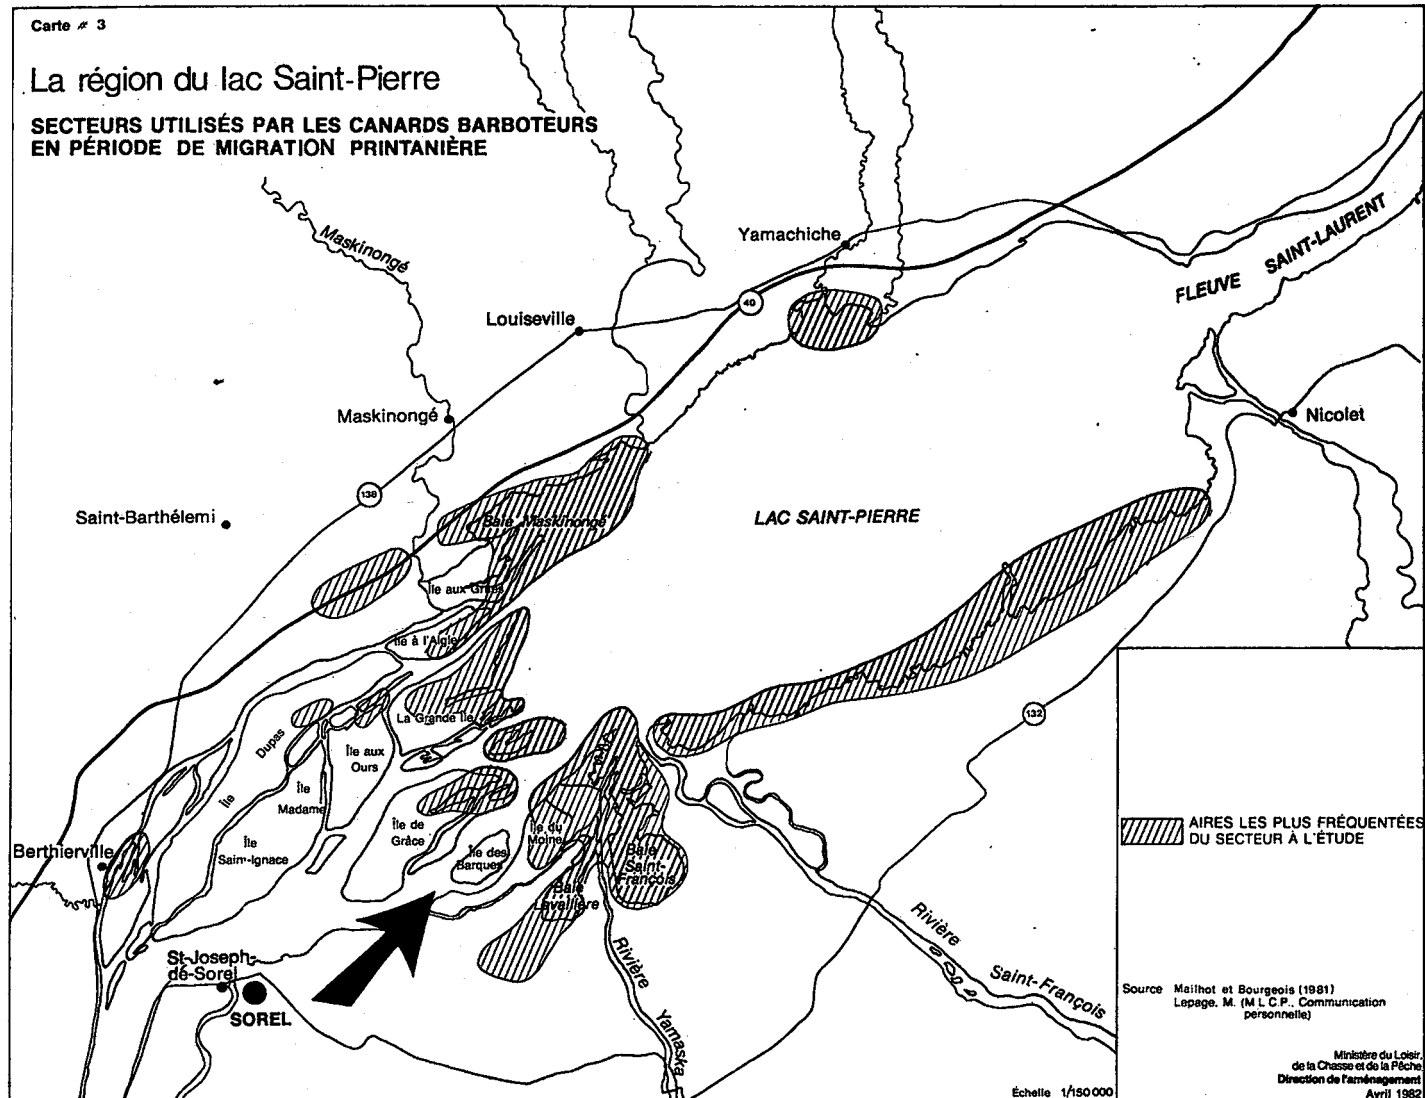 Carte # 3
La région du lac Saint-Pierre
SECTEURS UTILISÉS PAR LES CANARDS BARBOTEURS
EN PÉRIODE DE MIGRATION PRINTANIÈRE
Maskinongé
Yamachiche
FLEUVE SAINT-LAURENT
40
Louiseville
Maskinongé
Nicolet
138
Saint-Barthélemi
Baie Maskinongé
LAC SAINT-PIERRE
Île aux Grues
Île à l'Aigle
La Grande Île
132
Dupas
Île
Île aux
Ours
Île
Madame
Île de
Grâce
Île du
Moine
Île
Saint-Ignace
Île des
Barques
Berthierville
Baie
Saint-
François
Baie
Lavallière
AIRES LES PLUS FRÉQUENTÉES
DU SECTEUR À L'ÉTUDE
St-Joseph-
de-Sorel
SOREL
Rivière
Yamaska
Rivière
Saint-François
Source Mailhot et Bourgeois (1981)
Lepage, M. (M L C.P., Communication
personnelle)
Ministère du Loisir,
de la Chasse et de la Pêche
Direction de l'aménagement
Avril 1982
Échelle 1/150 000